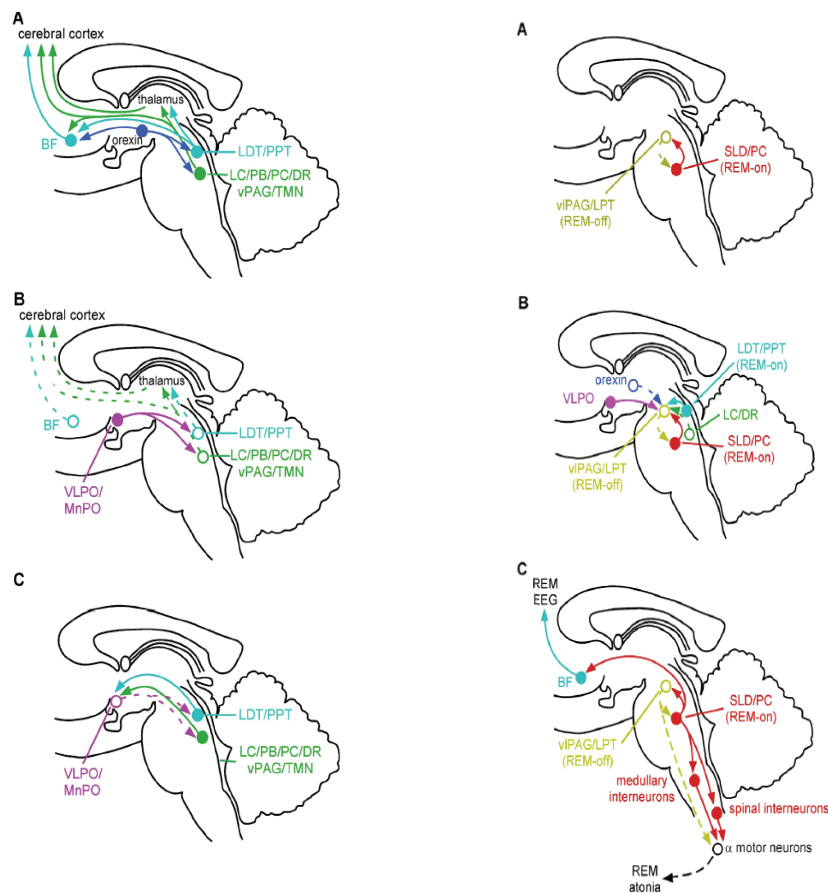 A
cerebral cortex
thalamus
BF
orexin
LDT/PPT
LC/PB/PC/DR
vPAG/TMN
B
cerebral cortex
thalamus
BF
LDT/PPT
LC/PB/PC/DR
vPAG/TMN
VLPO/
MnPO
C
LDT/PPT
LC/PB/PC/DR
vPAG/TMN
VLPO/
MnPO
A
SLD/PC
(REM-on)
vlPAG/LPT
(REM-off)
B
LDT/PPT
(REM-on)
orexin
VLPO
LC/DR
SLD/PC
(REM-on)
vlPAG/LPT
(REM-off)
C
REM
EEG
BF
SLD/PC
(REM-on)
vlPAG/LPT
(REM-off)
medullary
interneurons
spinal interneurons
α motor neurons
REM
atonia